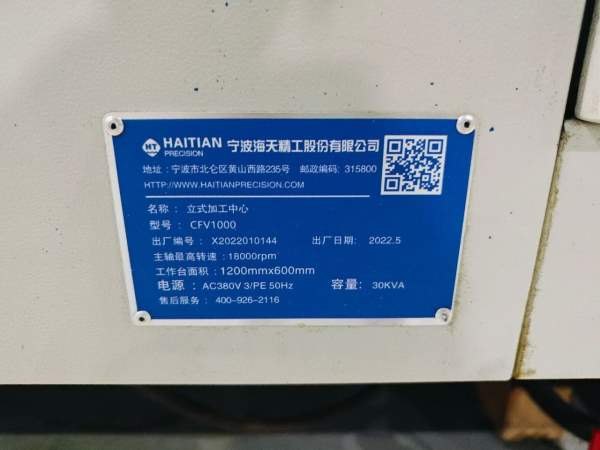 HT HAITIAN PRECISION 宁波海天精工股份有限公司
地址：宁波市北仑区黄山西路235号 邮政编码: 315800
HTTP://WWW.HAITIANPRECISION.COM
名称： 立式加工中心
型号： CFV1000
出厂编号： X2022010144 出厂日期: 2022.5
主轴最高转速：18000rpm
工作台面积：1200mmx600mm
电源： AC380V 3/PE 50Hz 容量: 30KVA
售后服务： 400-926-2116